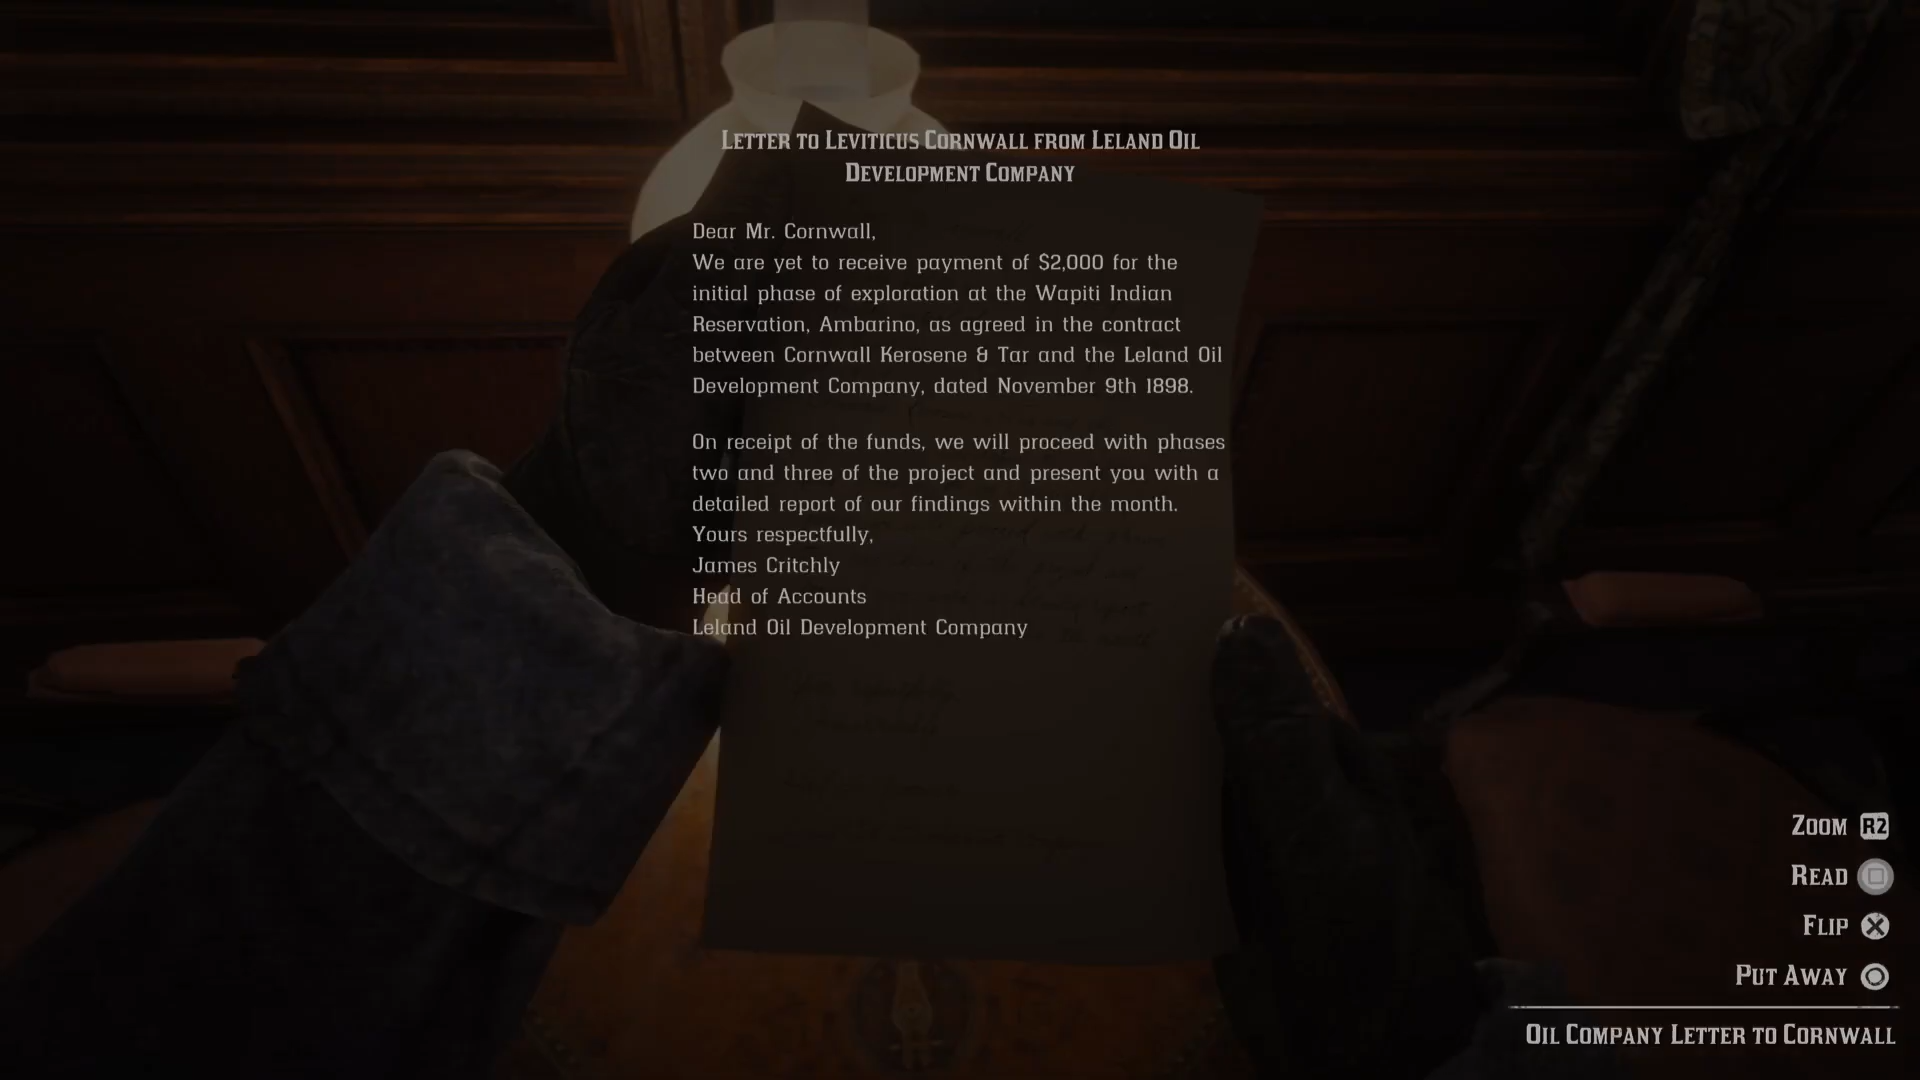 Letter to Leviticus Cornwall from Leland Oil
Development Company
Dear Mr. Cornwall,
We are yet to receive payment of $2,000 for the
initial phase of exploration at the Wapiti Indian
Reservation, Ambarino, as agreed in the contract
between Cornwall Kerosene & Tar and the Leland Oil
Development Company, dated November 9th 1898.
On receipt of the funds, we will proceed with phases
two and three of the project and present you with a
detailed report of our findings within the month.
Yours respectfully,
James Critchly
Head of Accounts
Leland Oil Development Company
Zoom R2
Read
Flip
Put Away
Oil Company Letter to Cornwall